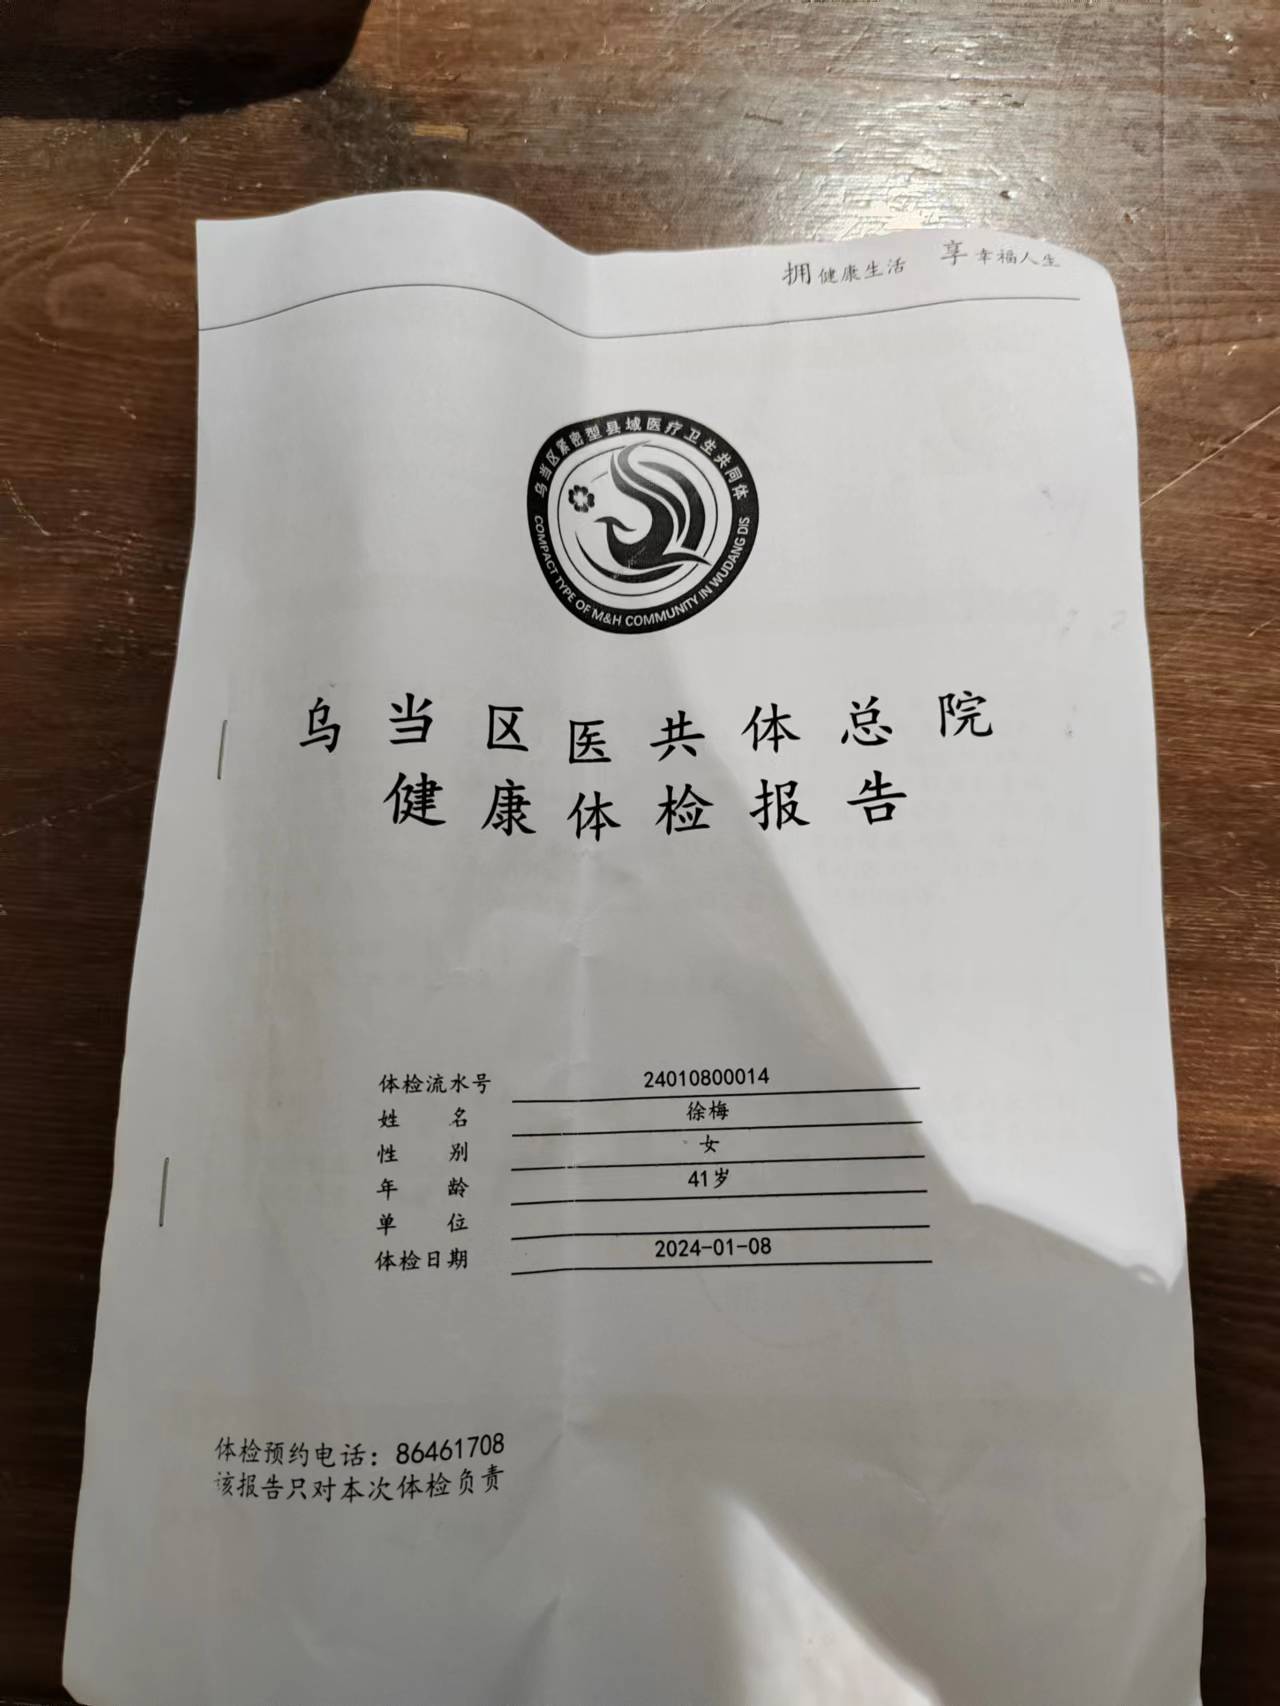 拥健康生活 享幸福人生
乌当区紧密型县域医疗卫生共同体
COMPACT TYPE OF M&H COMMUNITY IN WUDANG DIS
乌当区医共体总院
健康体检报告
体检流水号 24010800014
姓名 徐梅
性别 女
年龄 41岁
单位
体检日期 2024-01-08
体检预约电话：86461708
该报告只对本次体检负责